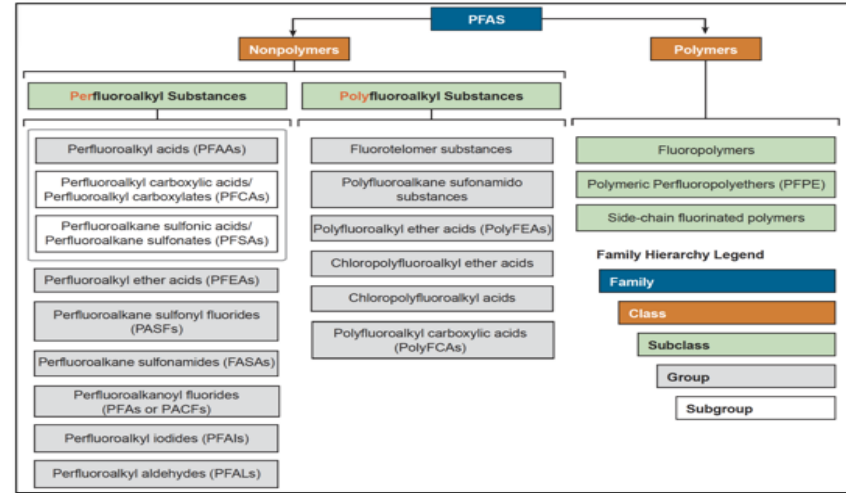 PFAS
Nonpolymers
Polymers
Perfluoroalkyl Substances
Polyfluoroalkyl Substances
Perfluoroalkyl acids (PFAAs)
Perfluoroalkyl carboxylic acids/
Perfluoroalkyl carboxylates (PFCAs)
Perfluoroalkane sulfonic acids/
Perfluoroalkane sulfonates (PFSAs)
Perfluoroalkyl ether acids (PFEAs)
Perfluoroalkane sulfonyl fluorides
(PASFs)
Perfluoroalkane sulfonamides (FASAs)
Perfluoroalkanoyl fluorides
(PFAs or PACFs)
Perfluoroalkyl iodides (PFAIs)
Perfluoroalkyl aldehydes (PFALs)
Fluorotelomer substances
Polyfluoroalkane sufonamido
substances
Polyfluoroalkyl ether acids (PolyFEAs)
Chloropolyfluoroalkyl ether acids
Chloropolyfluoroalkyl acids
Polyfluoroalkyl carboxylic acids
(PolyFCAs)
Fluoropolymers
Polymeric Perfluoropolyethers (PFPE)
Side-chain fluorinated polymers
Family Hierarchy Legend
Family
Class
Subclass
Group
Subgroup